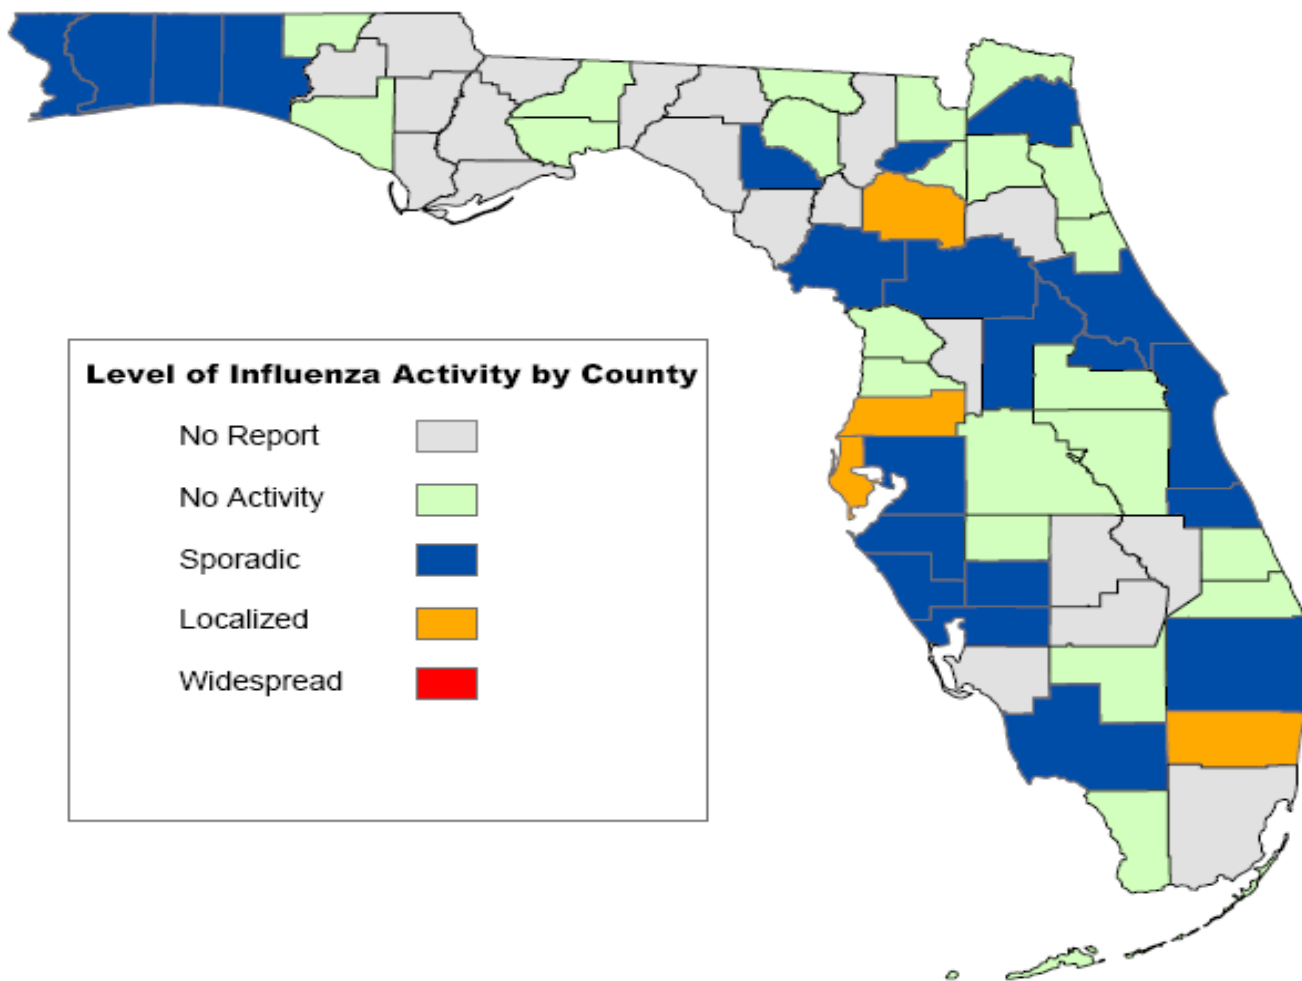 Level of Influenza Activity by County
No Report
No Activity
Sporadic
Localized
Widespread